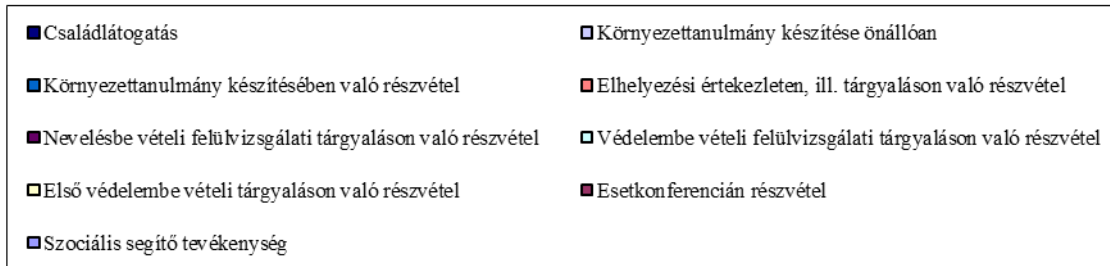 Családlátogatás
Környezettanulmány készítése önállóan
Környezettanulmány készítésében való részvétel
Elhelyezési értekezleten, ill. tárgyaláson való részvétel
Nevelésbe vételi felülvizsgálati tárgyaláson való részvétel
Védelembe vételi felülvizsgálati tárgyaláson való részvétel
Első védelembe vételi tárgyaláson való részvétel
Esetkonferencián részvétel
Szociális segítő tevékenység